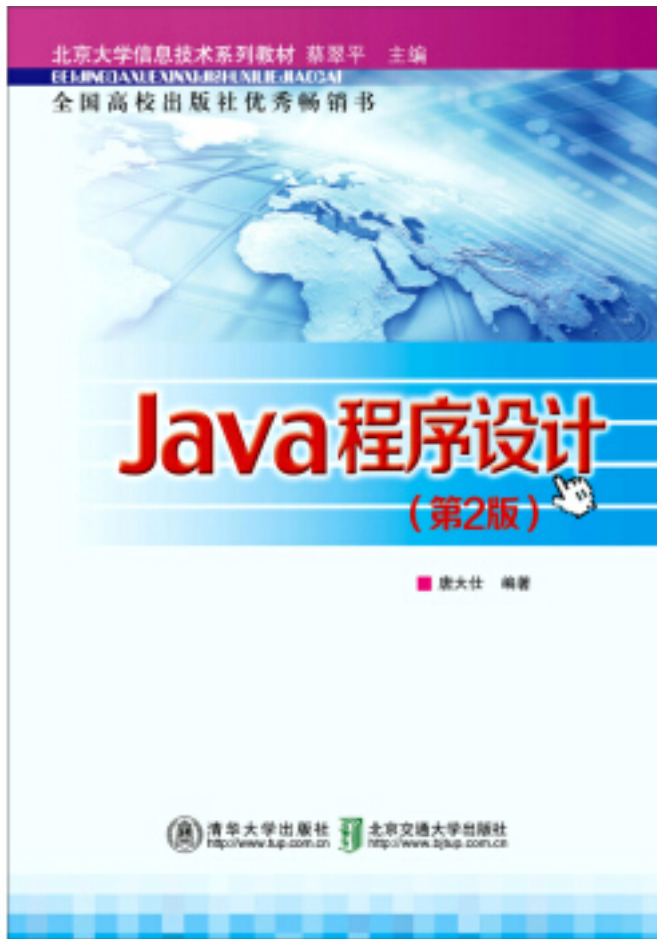 北京大学信息技术系列教材 蔡翠平 主编
BEIJINGDAXUEXINXIJISHUXILIEJIAOCAI
全国高校出版社优秀畅销书
Java程序设计
(第2版)
唐大仕 编著
清华大学出版社 北京交通大学出版社
http://www.tup.com.cn http://www.bjtup.com.cn